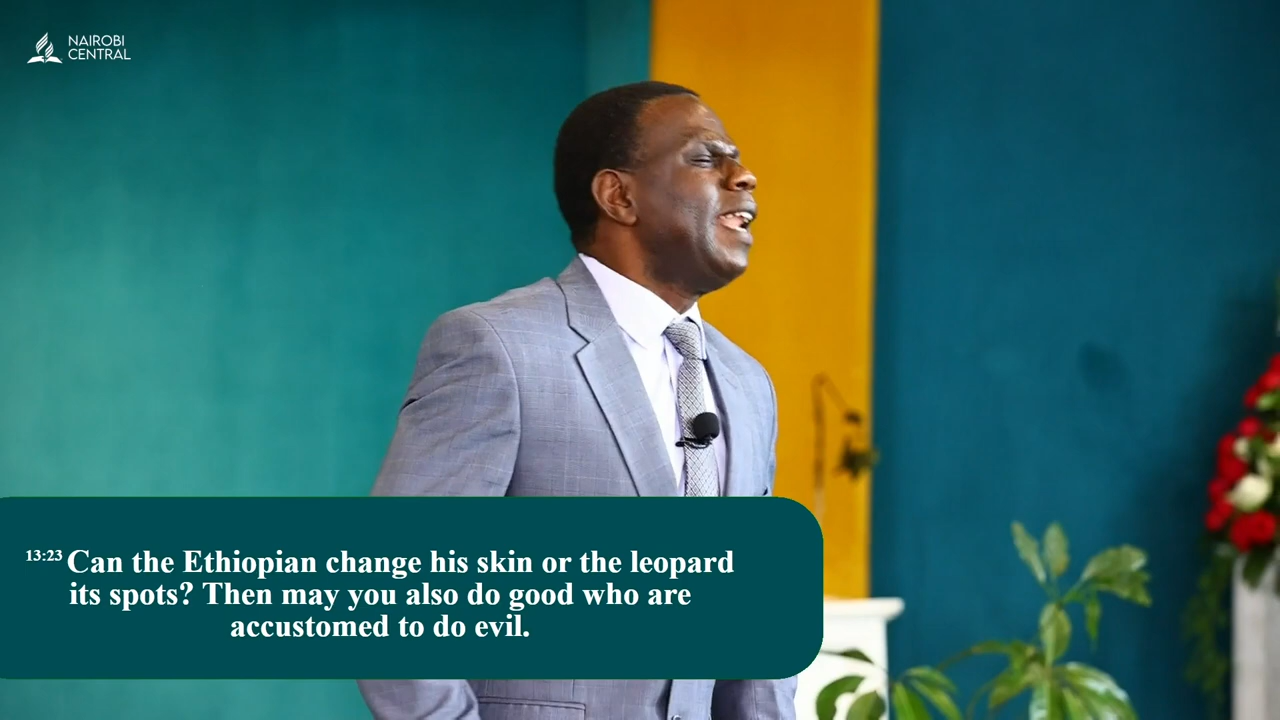 NAIROBI
CENTRAL
13:23 Can the Ethiopian change his skin or the leopard
its spots? Then may you also do good who are
accustomed to do evil.